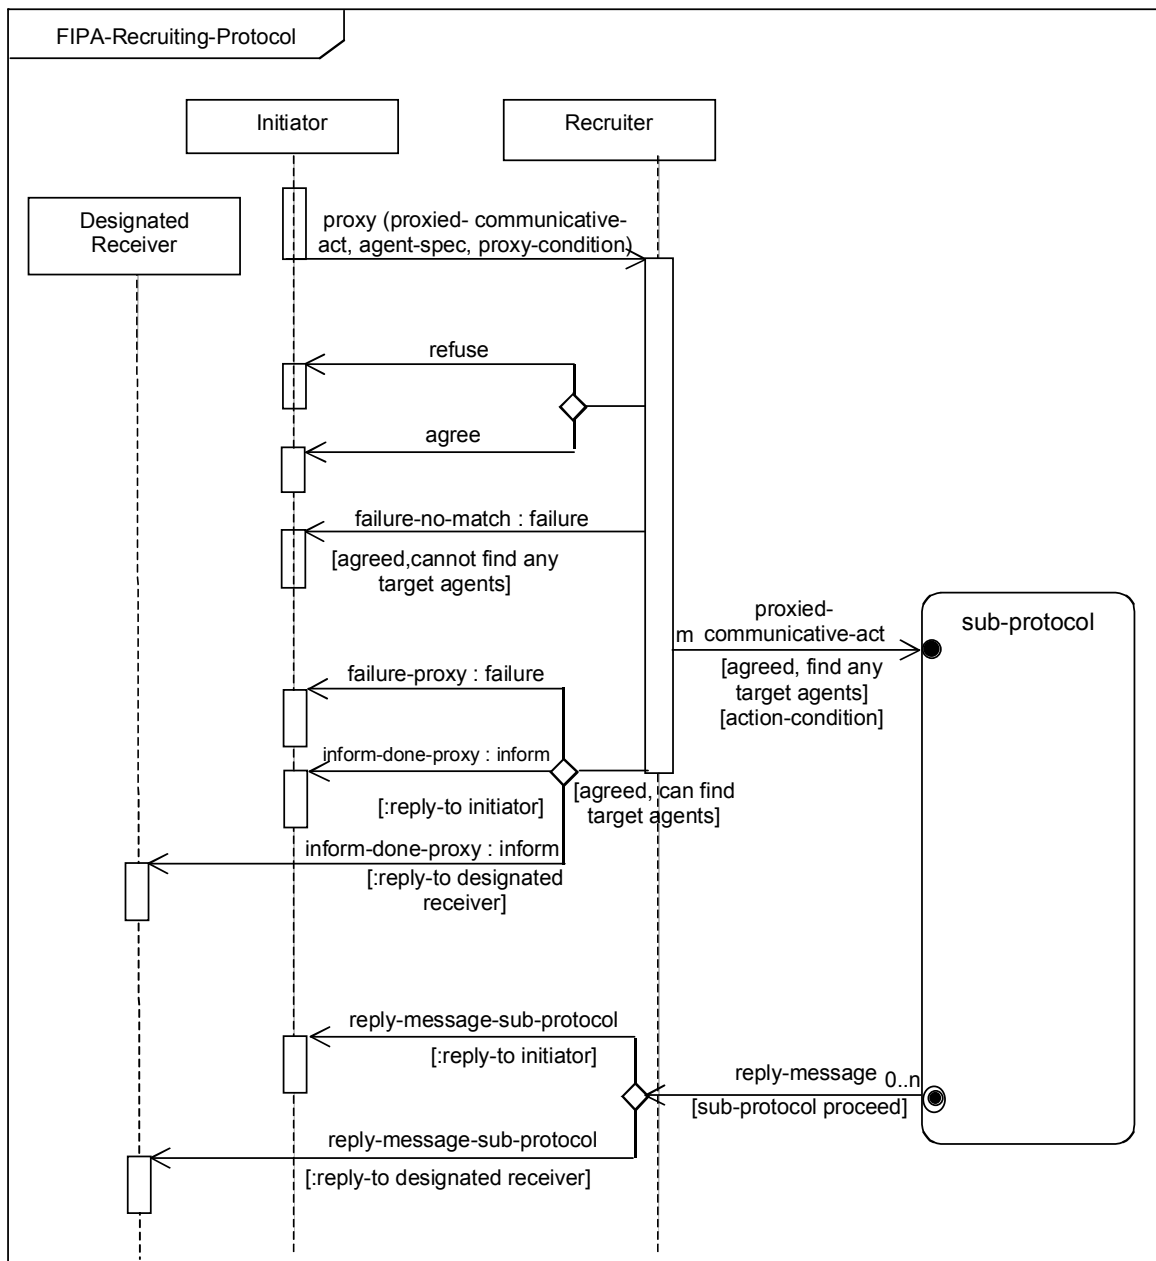 FIPA-Recruiting-Protocol
Initiator
Recruiter
Designated
Receiver
proxy (proxied- communicative-
act, agent-spec, proxy-condition)
refuse
agree
failure-no-match : failure
[agreed,cannot find any
target agents]
proxied-
m communicative-act
[agreed, find any
target agents]
[action-condition]
sub-protocol
failure-proxy : failure
inform-done-proxy : inform
[:reply-to initiator]
[agreed, can find
target agents]
inform-done-proxy : inform
[:reply-to designated
receiver]
reply-message-sub-protocol
[:reply-to initiator]
reply-message 0..n
[sub-protocol proceed]
reply-message-sub-protocol
[:reply-to designated receiver]